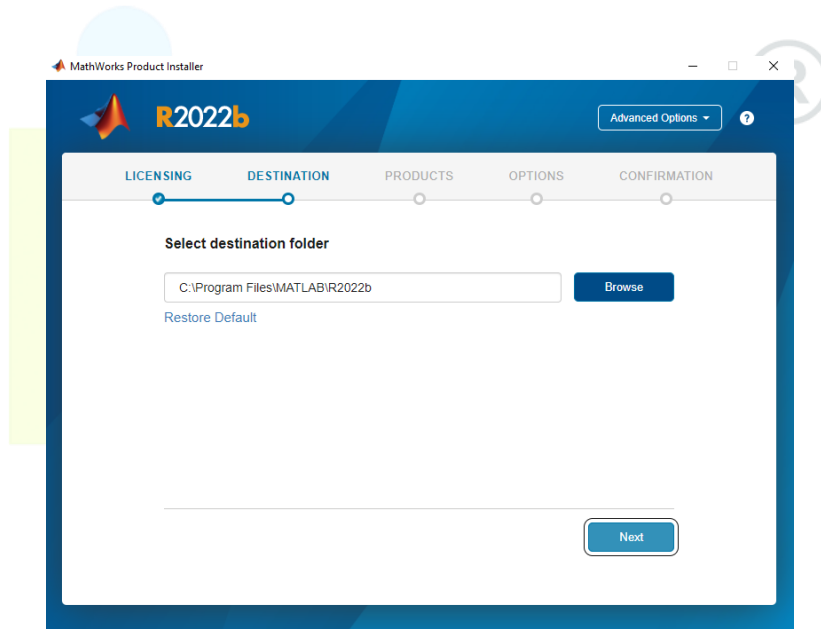 MathWorks Product Installer
R2022b
Advanced Options
?
LICENSING DESTINATION PRODUCTS OPTIONS CONFIRMATION
Select destination folder
C:\Program Files\MATLAB\R2022b
Browse
Restore Default
Next
®